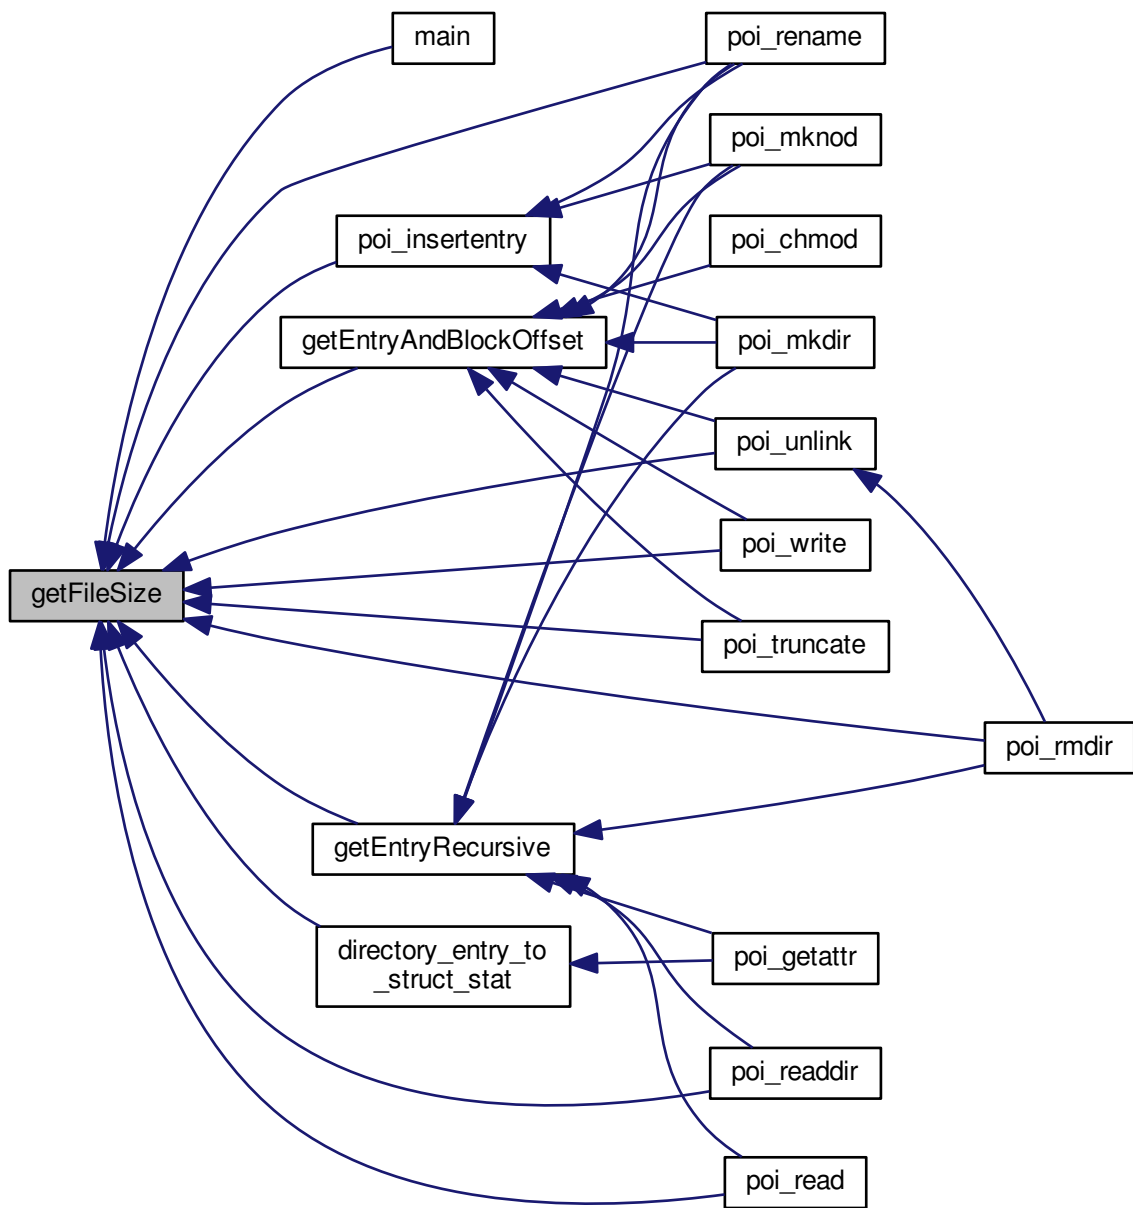 main
poi_rename
poi_mknod
poi_insertentry
poi_chmod
getEntryAndBlockOffset
poi_mkdir
poi_unlink
poi_write
getFileSize
poi_truncate
poi_rmdir
getEntryRecursive
directory_entry_to
_struct_stat
poi_getattr
poi_readdir
poi_read